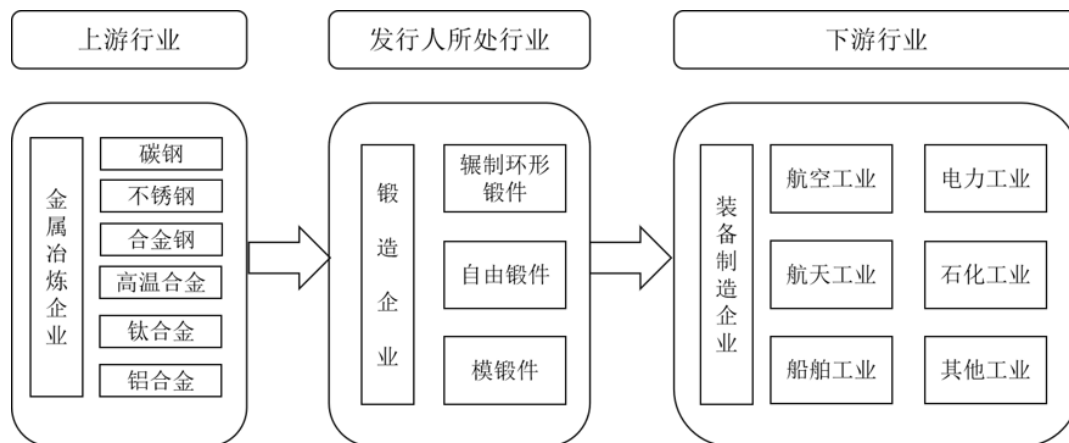 上游行业
发行人所处行业
下游行业
金属冶炼企业
碳钢
不锈钢
合金钢
高温合金
钛合金
铝合金
锻造企业
辗制环形
锻件
自由锻件
模锻件
装备制造企业
航空工业
电力工业
航天工业
石化工业
船舶工业
其他工业